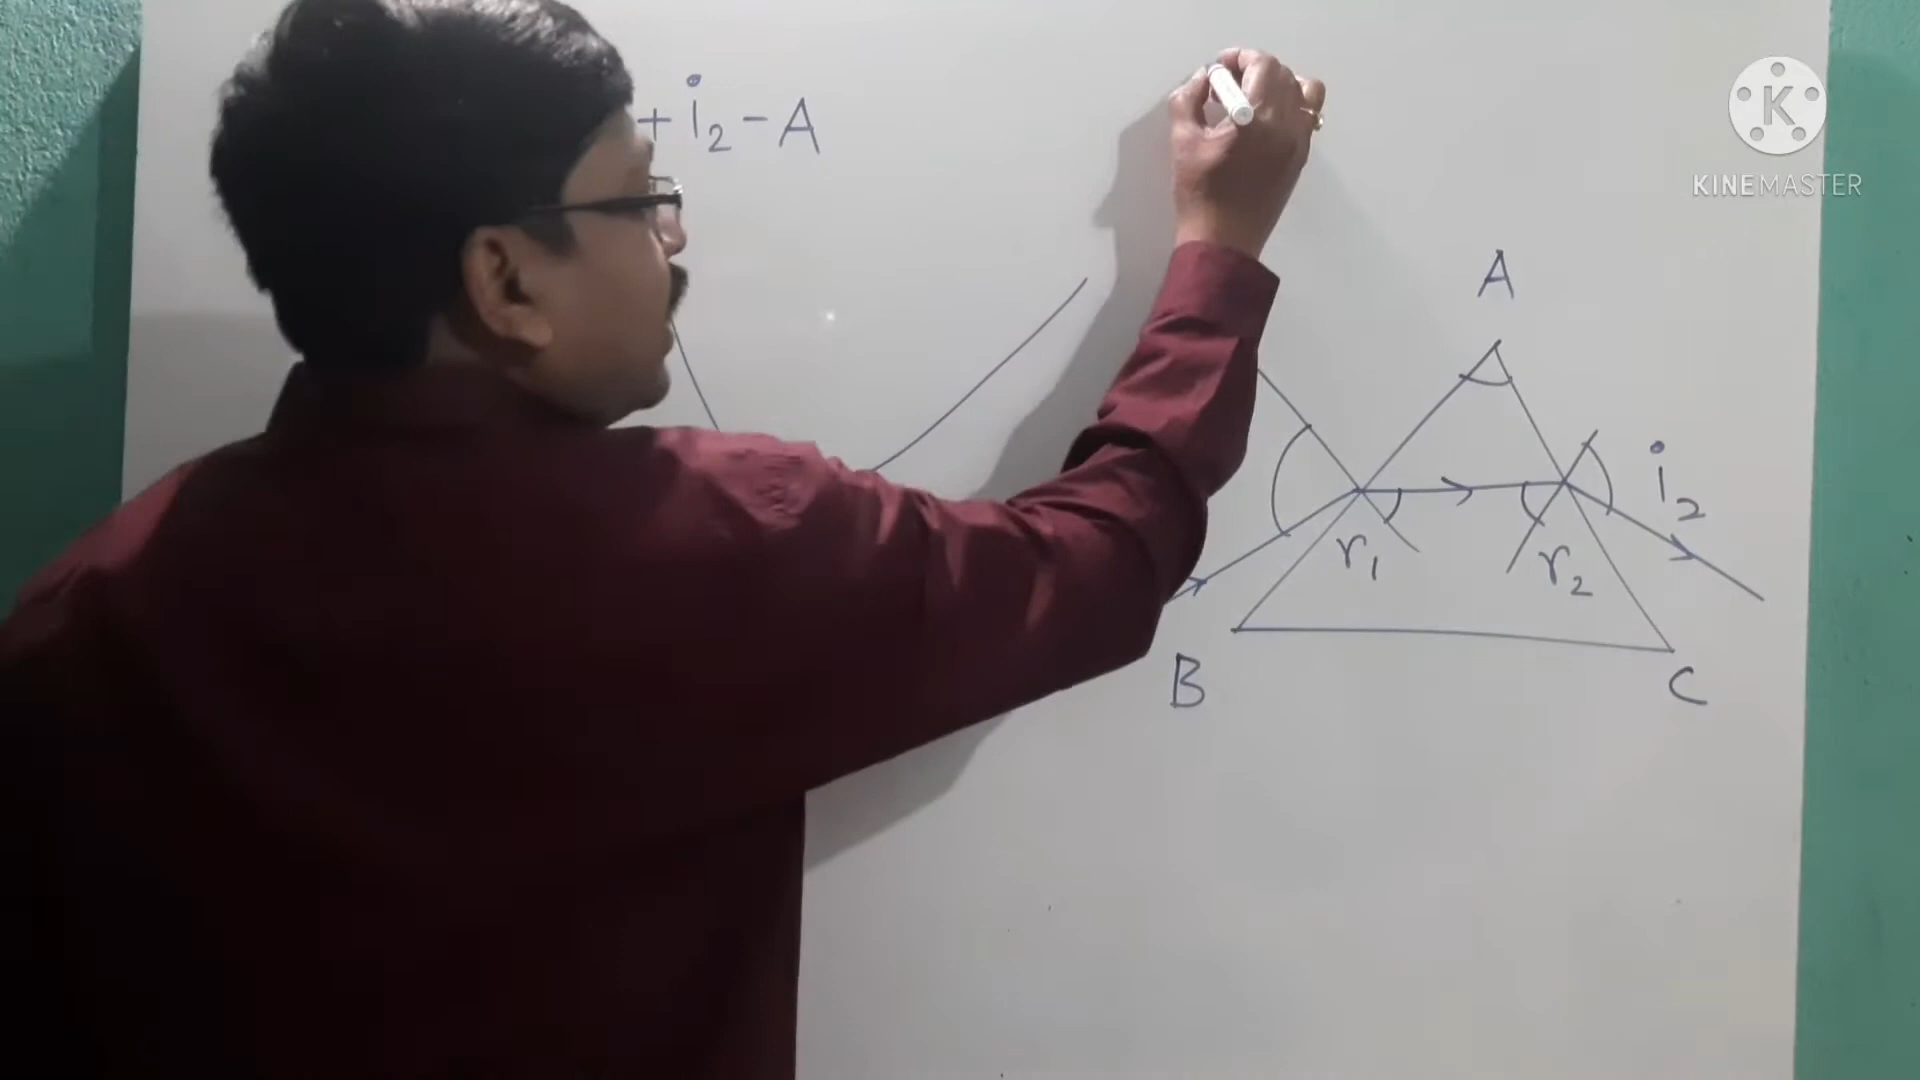 + i₂ - A
K
KINEMASTER
A
i₂
r₁
r₂
B
C